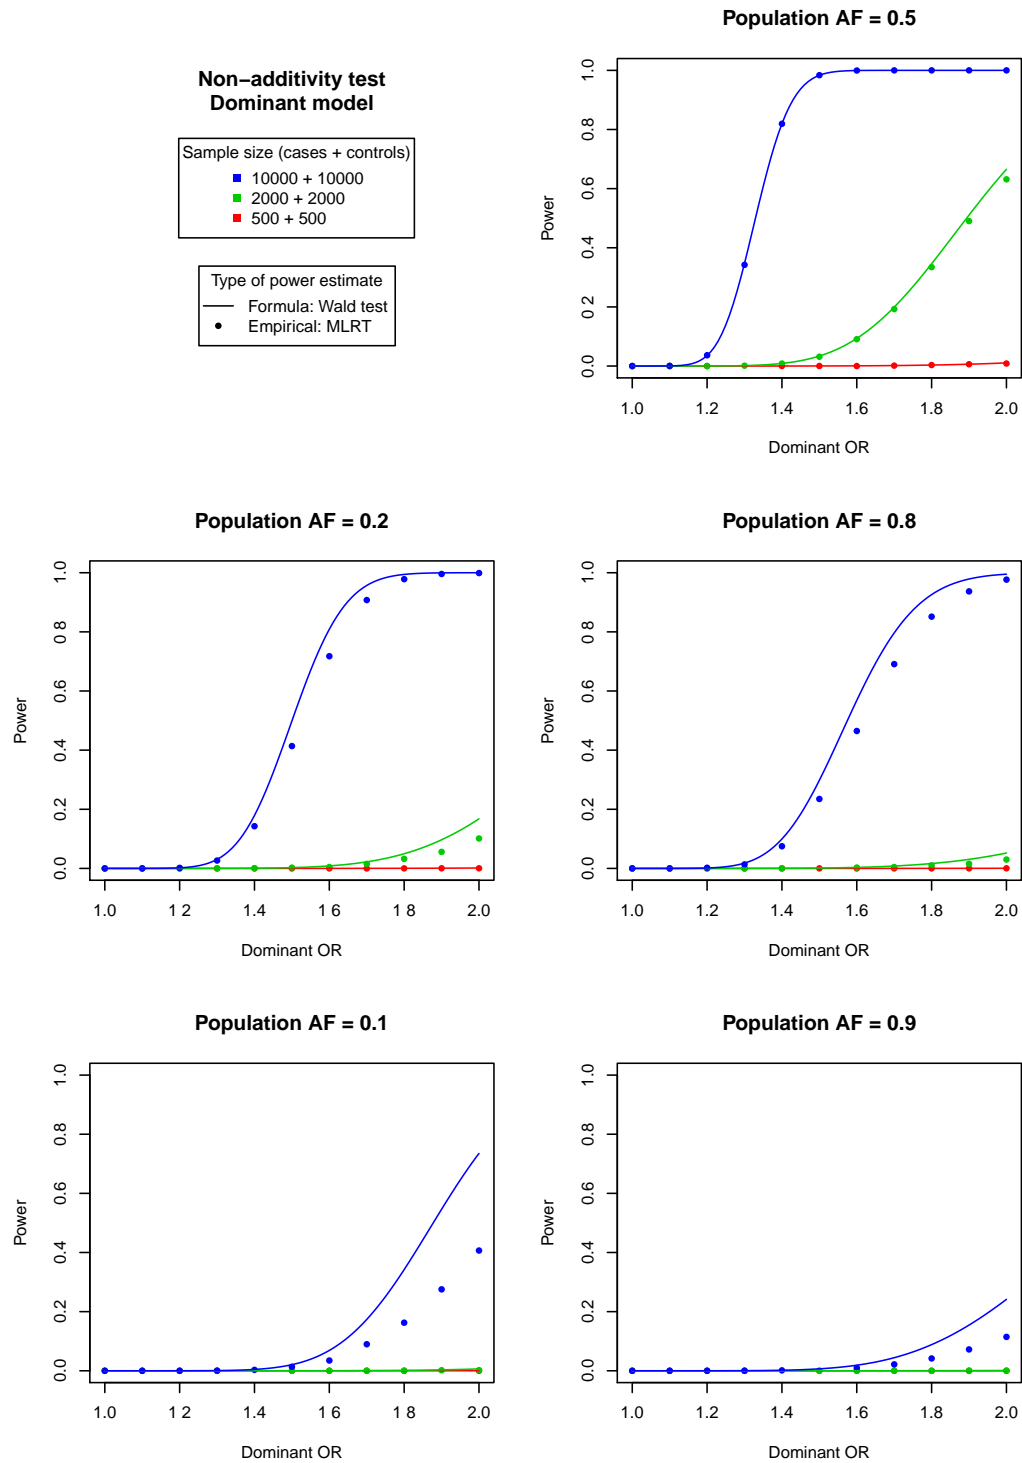 Non−additivity test
Dominant model
Sample size (cases + controls)
10000 + 10000
2000 + 2000
500 + 500
Type of power estimate
Formula: Wald test
Empirical: MLRT
Population AF = 0.5
Power
0.0
0.2
0.4
0.6
0.8
1.0
1.0 1.2 1.4 1.6 1.8 2.0
Dominant OR
Population AF = 0.2
Power
0.0
0.2
0.4
0.6
0.8
1.0
1.0 1 2 1.4 1 6 1 8 2.0
Dominant OR
Population AF = 0.8
Power
0.0
0.2
0.4
0.6
0.8
1.0
1.0 1.2 1.4 1.6 1.8 2.0
Dominant OR
Population AF = 0.1
Power
0.0
0.2
0.4
0.6
0.8
1.0
1.0 1 2 1.4 1 6 1 8 2.0
Dominant OR
Population AF = 0.9
Power
0.0
0.2
0.4
0.6
0.8
1.0
1.0 1.2 1.4 1.6 1.8 2.0
Dominant OR